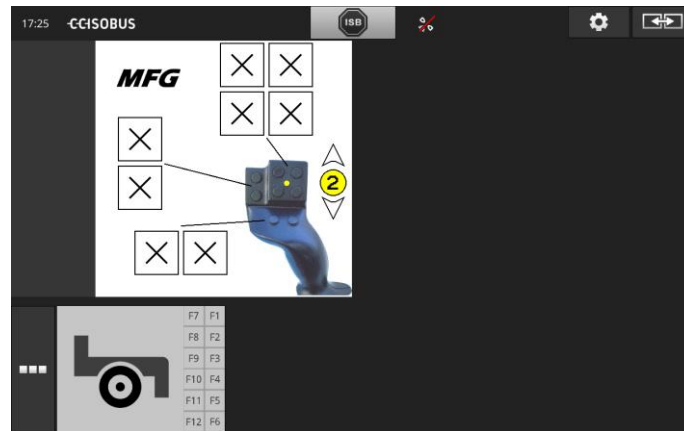 17:25 CCISOBUS ISB
MFG
2
F7 F1
F8 F2
F9 F3
F10 F4
F11 F5
F12 F6